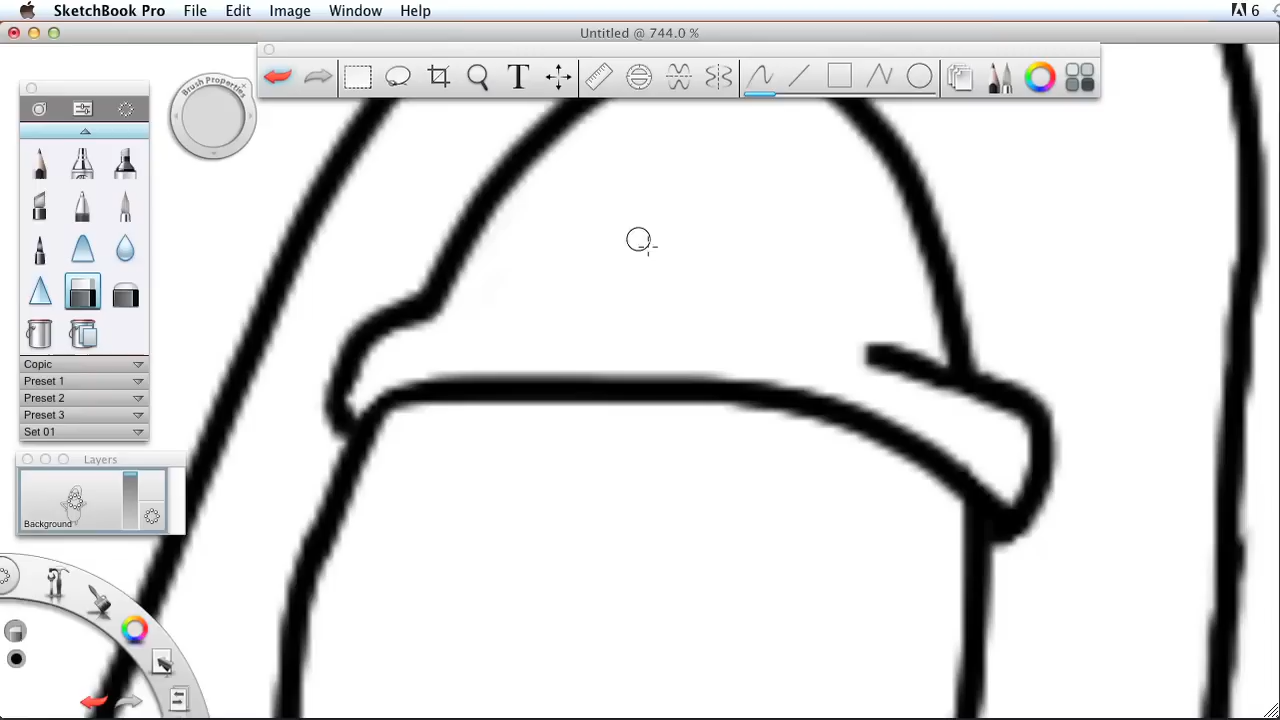 SketchBook Pro File Edit Image Window Help 6
Untitled @ 744.0 %
Brush Properties
T
Copic
Preset 1
Preset 2
Preset 3
Set 01
Layers
Background